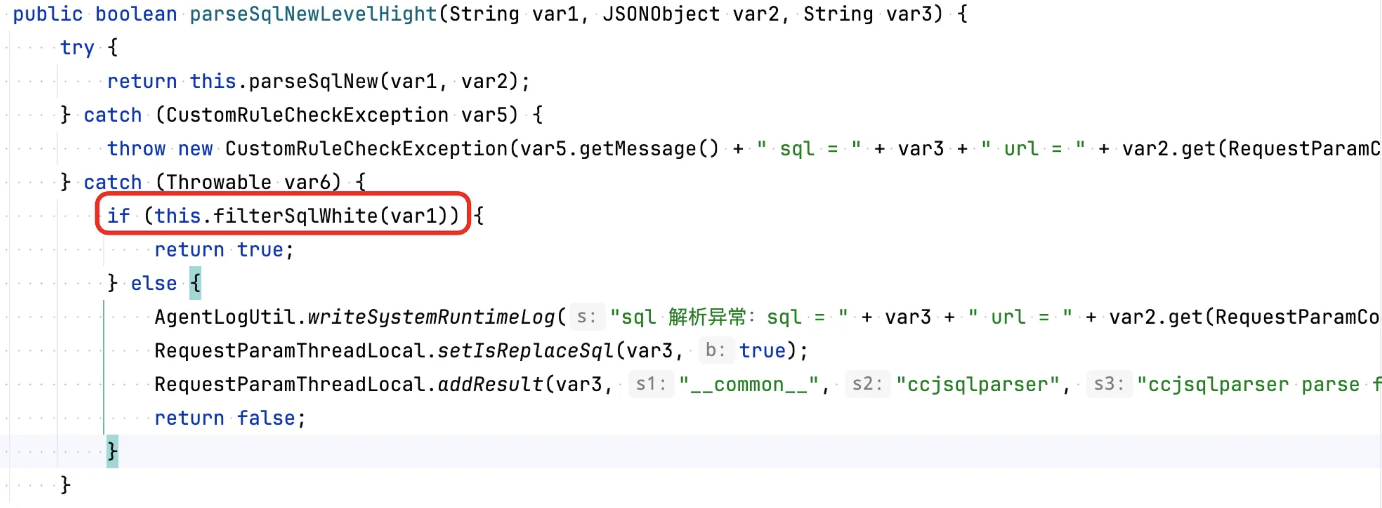 public boolean parseSqlNewLevelHight(String var1, JSONObject var2, String var3) {
try {
return this.parseSqlNew(var1, var2);
} catch (CustomRuleCheckException var5) {
throw new CustomRuleCheckException(var5.getMessage() + " sql = " + var3 + " url = " + var2.get(RequestParamC
} catch (Throwable var6) {
if (this.filterSqlWhite(var1)) {
return true;
} else {
AgentLogUtil.writeSystemRuntimeLog( s: "sql 解析异常: sql = " + var3 + " url = " + var2.get(RequestParamCo
RequestParamThreadLocal.setIsReplaceSql(var3, b: true);
RequestParamThreadLocal.addResult(var3, s1: "__common__", s2: "ccjsqlparser", s3: "ccjsqlparser parse f
return false;
}
}